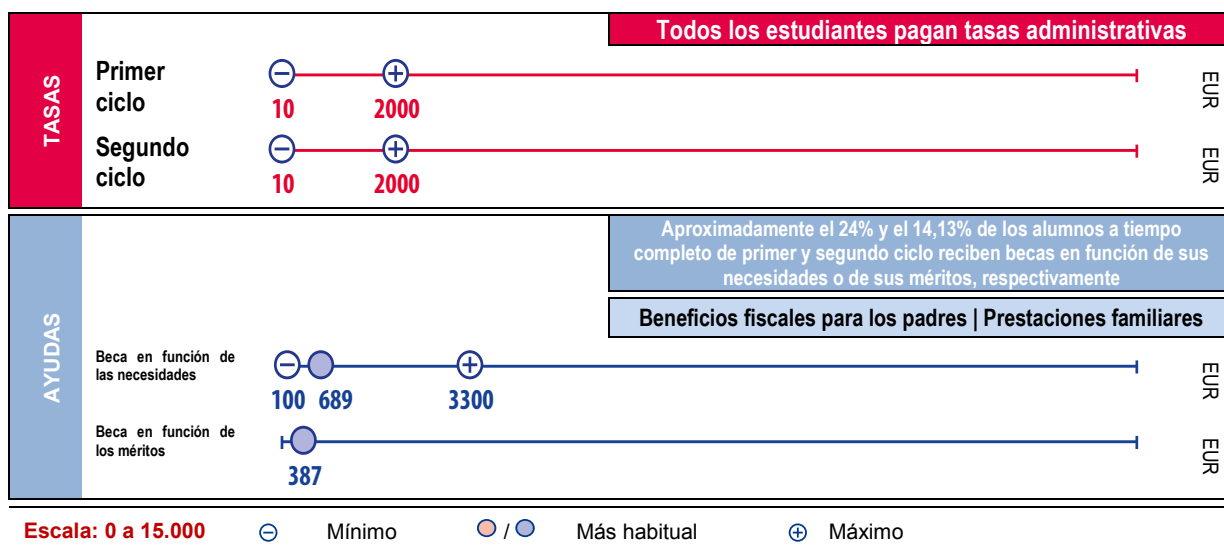 TASAS
Todos los estudiantes pagan tasas administrativas
Primer
ciclo
10 2000
EUR
Segundo
ciclo
10 2000
EUR
AYUDAS
Aproximadamente el 24% y el 14,13% de los alumnos a tiempo
completo de primer y segundo ciclo reciben becas en función de sus
necesidades o de sus méritos, respectivamente
Beneficios fiscales para los padres | Prestaciones familiares
Beca en función de
las necesidades
100 689 3300
EUR
Beca en función de
los méritos
387
EUR
Escala: 0 a 15.000 Mínimo / Más habitual Máximo